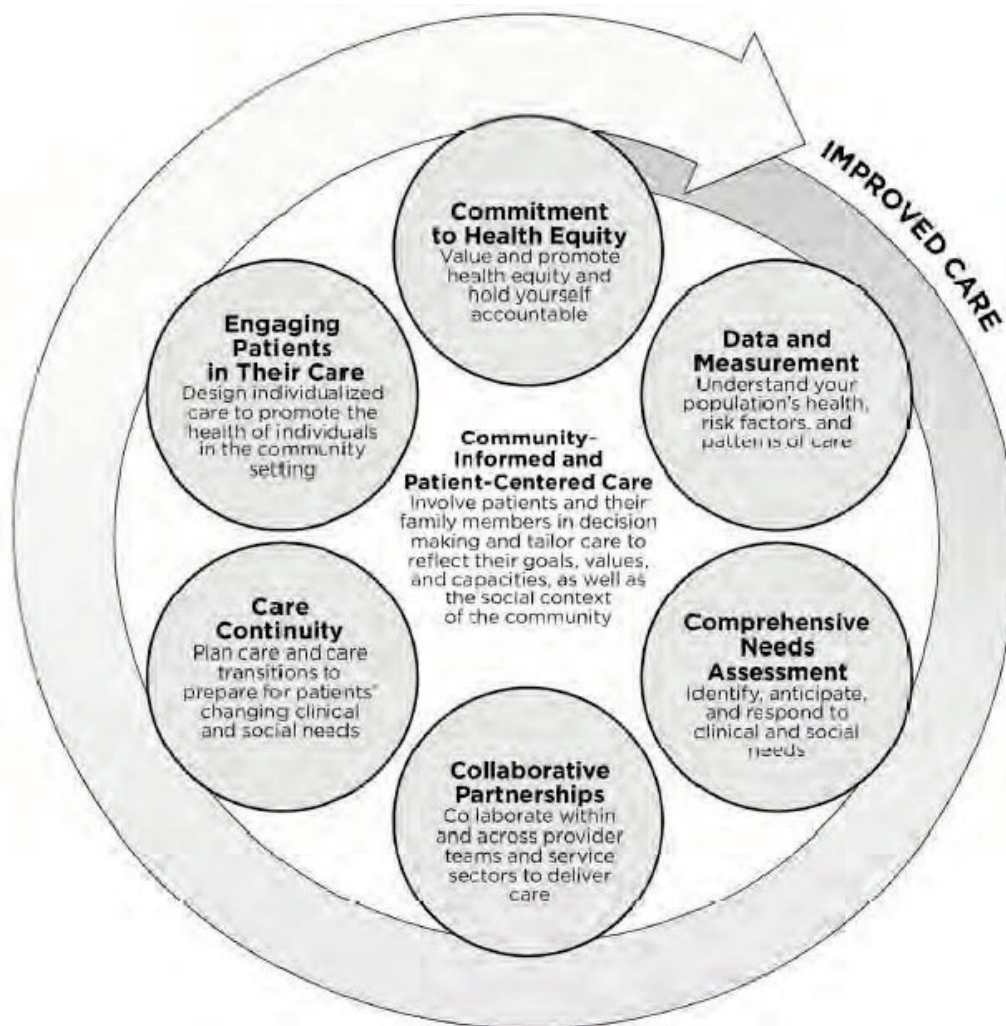 IMPROVED CARE
Commitment
to Health Equity
Value and promote
health equity and
hold yourself
accountable
Data and
Measurement
Understand your
population's health,
risk factors, and
patterns of care
Comprehensive
Needs
Assessment
Identify, anticipate,
and respond to
clinical and social
needs
Collaborative
Partnerships
Collaborate within
and across provider
teams and service
sectors to deliver
care
Care
Continuity
Plan care and care
transitions to
prepare for patients'
changing clinical
and social needs
Engaging
Patients
in Their Care
Design individualized
care to promote the
health of individuals
in the community
setting
Community-
Informed and
Patient-Centered Care
Involve patients and their
family members in decision
making and tailor care to
reflect their goals, values,
and capacities, as well as
the social context
of the community